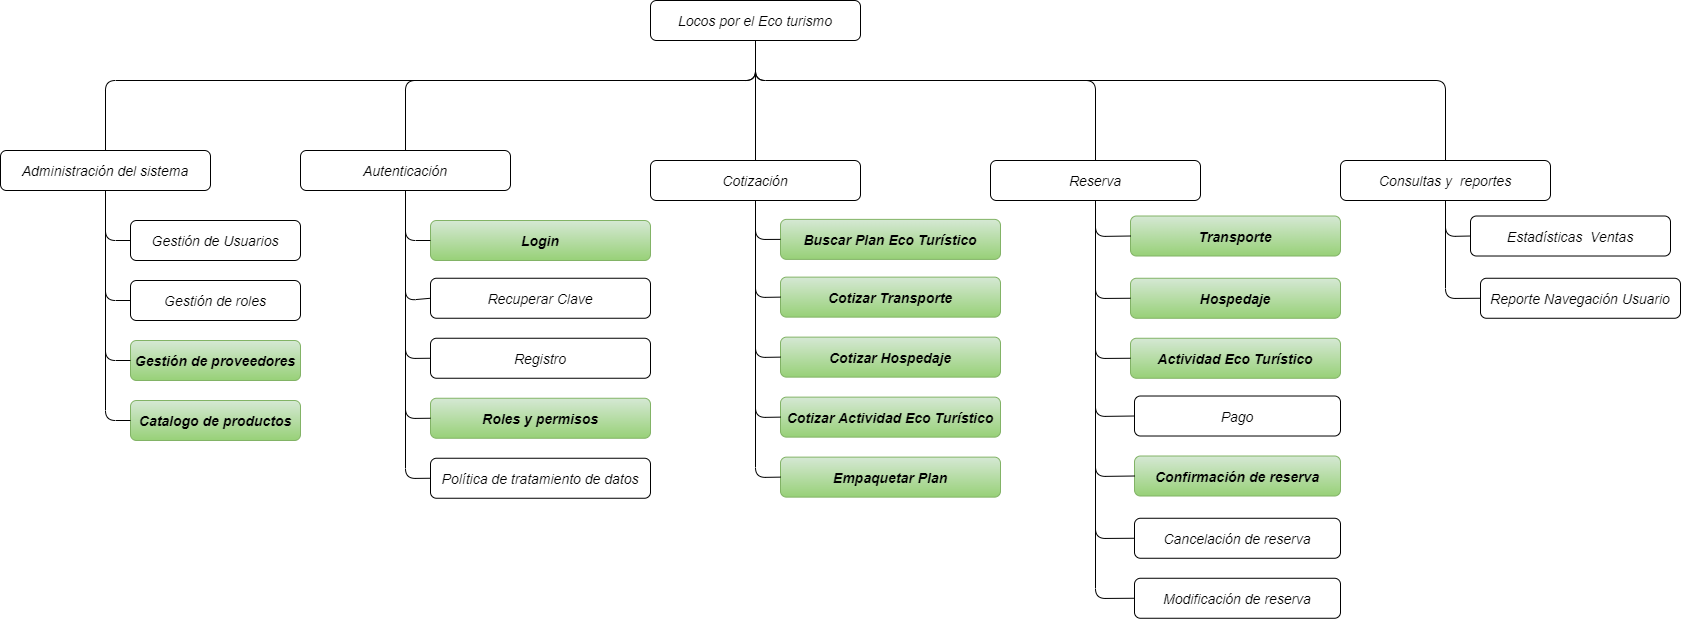 Locos por el Eco turismo
Administración del sistema
Gestión de Usuarios
Gestión de roles
Gestión de proveedores
Catalogo de productos
Autenticación
Login
Recuperar Clave
Registro
Roles y permisos
Política de tratamiento de datos
Cotización
Buscar Plan Eco Turístico
Cotizar Transporte
Cotizar Hospedaje
Cotizar Actividad Eco Turístico
Empaquetar Plan
Reserva
Transporte
Hospedaje
Actividad Eco Turístico
Pago
Confirmación de reserva
Cancelación de reserva
Modificación de reserva
Consultas y  reportes
Estadísticas  Ventas
Reporte Navegación Usuario